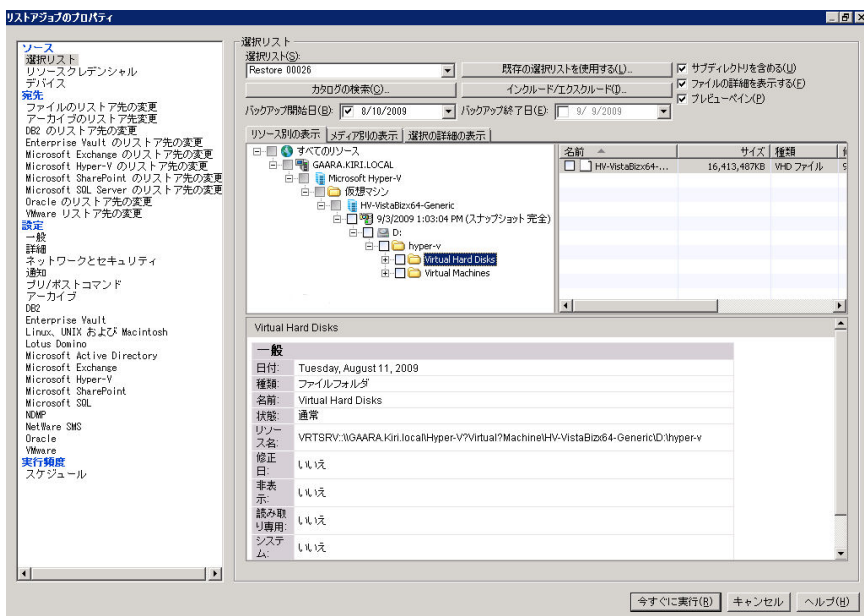 リストアジョブのプロパティ
ソース
選択リスト
リソースクレデンシャル
デバイス
宛先
ファイルのリストア先の変更
アーカイブのリストア先の変更
DB2 のリストア先の変更
Enterprise Vault のリストア先の変更
Microsoft Exchange のリストア先の変更
Microsoft Hyper-V のリストア先の変更
Microsoft SharePoint のリストア先の変更
Microsoft SQL Server のリストア先の変更
Oracle のリストア先の変更
VMware リストア先の変更
設定
一般
詳細
ネットワークとセキュリティ
通知
プリ/ポストコマンド
アーカイブ
DB2
Enterprise Vault
Linux、UNIX および Macintosh
Lotus Domino
Microsoft Active Directory
Microsoft Exchange
Microsoft Hyper-V
Microsoft SharePoint
Microsoft SQL
NDMP
NetWare SMS
Oracle
VMware
実行頻度
スケジュール
選択リスト
選択リスト(S):
Restore 00026
既存の選択リストを使用する(L)...
サブディレクトリを含める(U)
カタログの検索(C)...
インクルード/エクスクルード(I)...
ファイルの詳細を表示する(F)
プレビューペイン(P)
バックアップ開始日(B): 8/10/2009
バックアップ終了日(E): 9/ 9/2009
リソース別の表示
メディア別の表示
選択の詳細の表示
すべてのリソース
GAARA.KIRI.LOCAL
Microsoft Hyper-V
仮想マシン
HV-VistaBizx64-Generic
9/3/2009 1:03:04 PM (スナップショット 完全)
D:
hyper-v
Virtual Hard Disks
Virtual Machines
名前 サイズ 種類
HV-VistaBizx64-... 16,413,487KB VHD ファイル
Virtual Hard Disks
一般
日付: Tuesday, August 11, 2009
種類: ファイルフォルダ
名前: Virtual Hard Disks
状態: 通常
リソース名: VRTSRV::\\GAARA.Kiri.local\Hyper-V?Virtual?Machine\HV-VistaBizx64-Generic\D:\hyper-v
修正日: いいえ
非表示: いいえ
読み取り専用: いいえ
システム: いいえ
今すぐに実行(R)
キャンセル
ヘルプ(H)